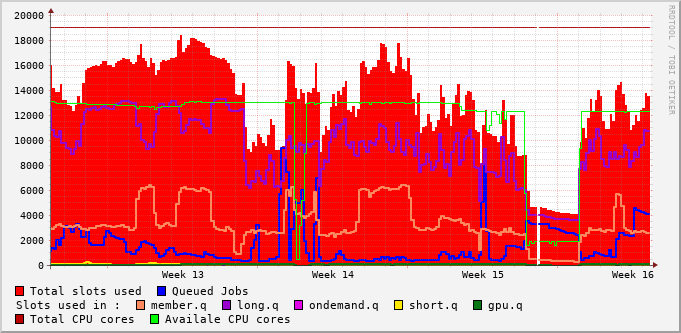 20000
18000
16000
14000
12000
10000
8000
6000
4000
2000
0
Week 13 Week 14 Week 15 Week 16
Total slots used Queued Jobs
Slots used in : member.q long.q ondemand.q short.q gpu.q
Total CPU cores Availale CPU cores
RRDTOOL / TOBI OETIKER